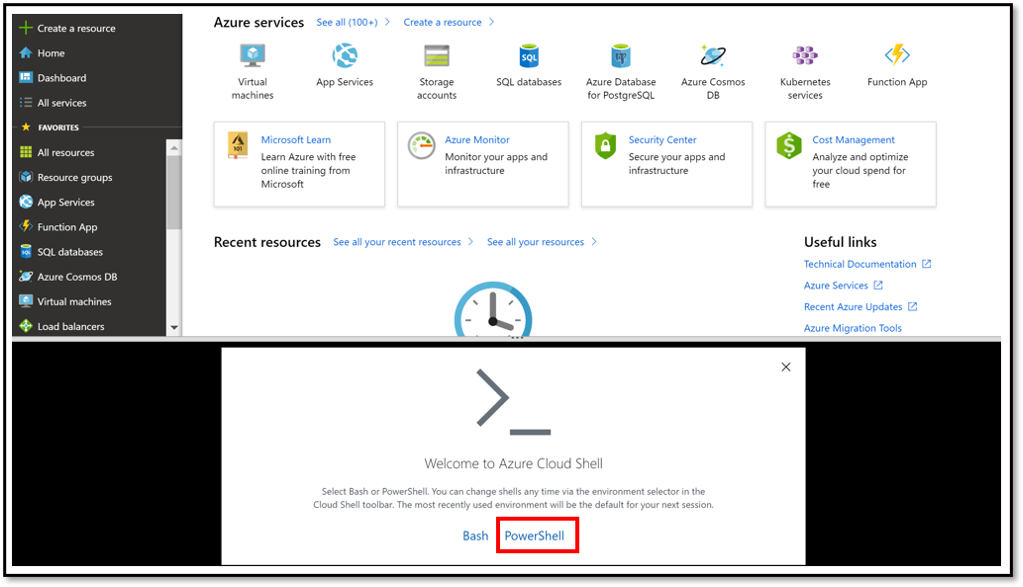 Create a resource
Home
Dashboard
All services
FAVORITES
All resources
Resource groups
App Services
Function App
SQL databases
Azure Cosmos DB
Virtual machines
Load balancers
Azure services
See all (100+)
Create a resource
Virtual
machines
App Services
Storage
accounts
SQL
SQL databases
Azure Database
for PostgreSQL
Azure Cosmos
DB
Kubernetes
services
Function App
Microsoft Learn
Learn Azure with free
online training from
Microsoft
Azure Monitor
Monitor your apps and
infrastructure
Security Center
Secure your apps and
infrastructure
Cost Management
Analyze and optimize
your cloud spend for
free
Recent resources
See all your recent resources
See all your resources
Useful links
Technical Documentation
Azure Services
Recent Azure Updates
Azure Migration Tools
Welcome to Azure Cloud Shell
Select Bash or PowerShell. You can change shells any time via the environment selector in the
Cloud Shell toolbar. The most recently used environment will be the default for your next session.
Bash PowerShell